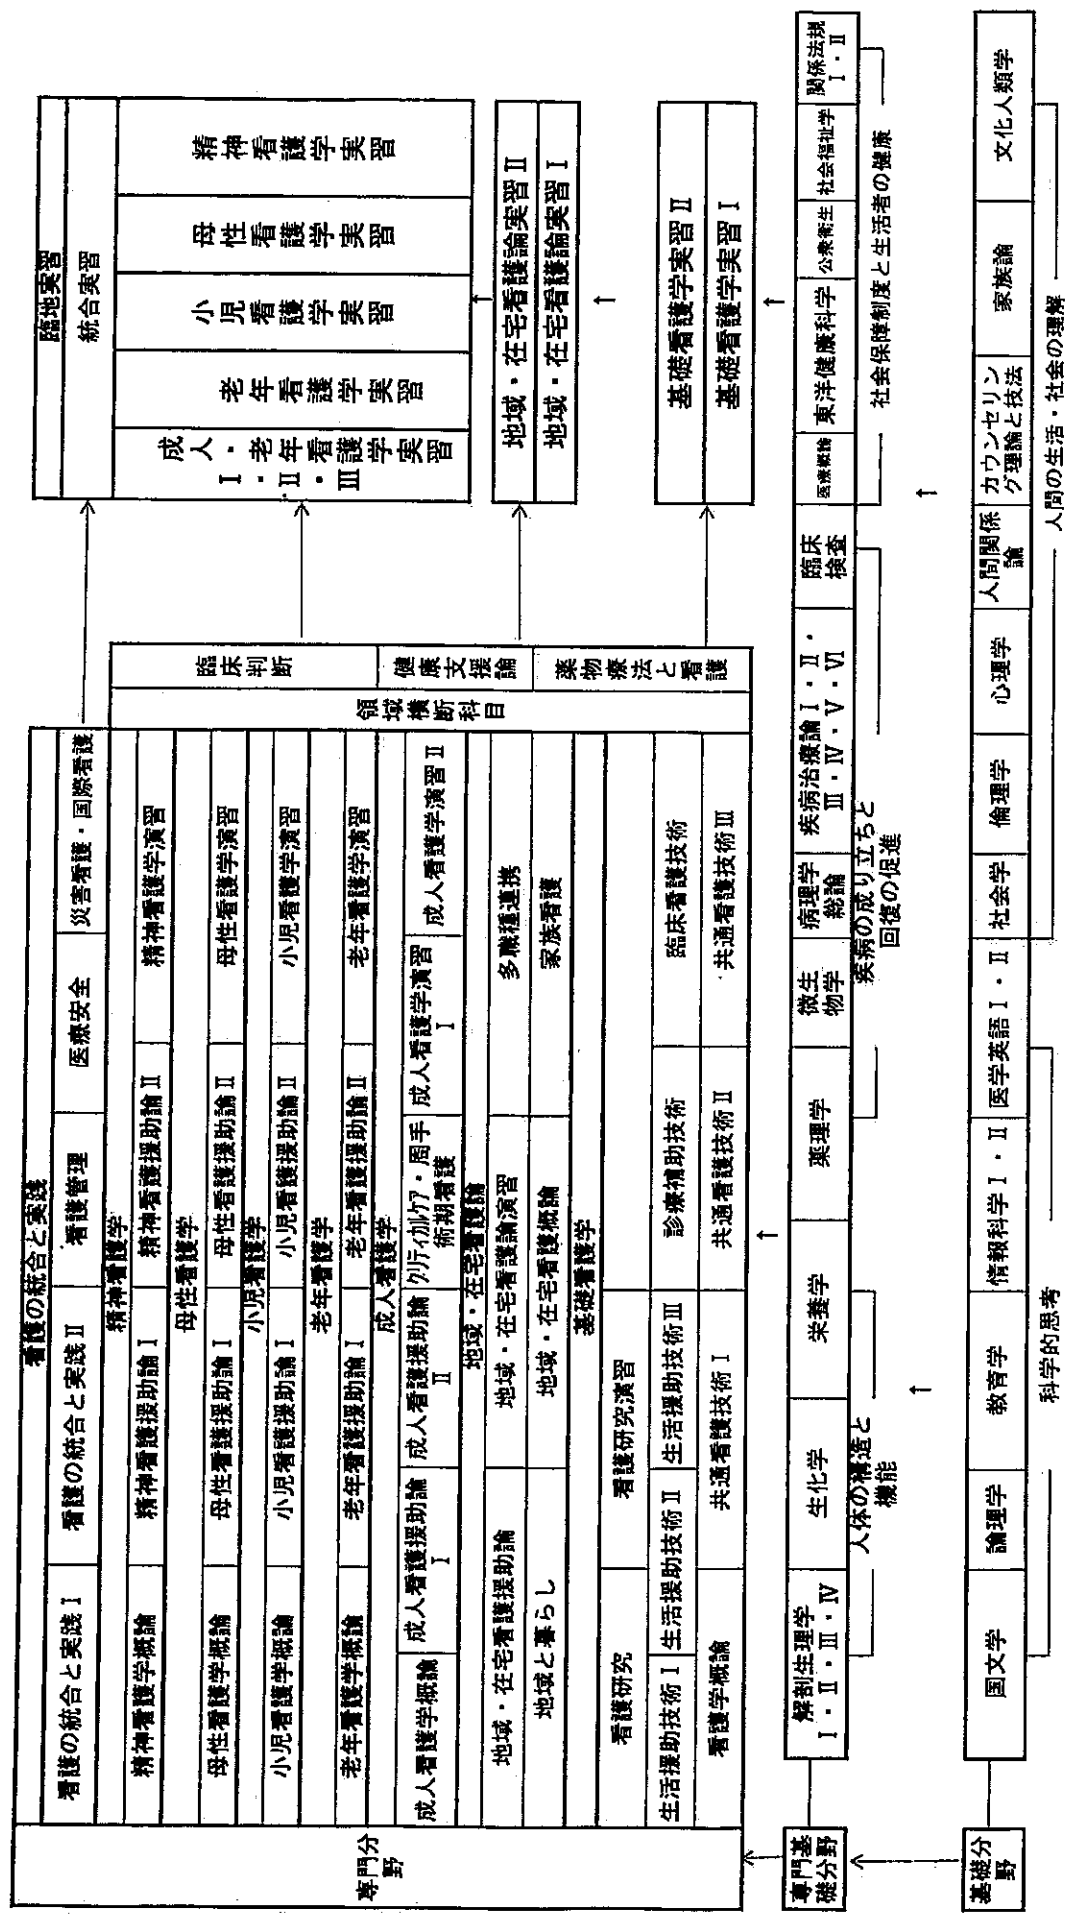 専門分
野
看護の統合と実践
看護の統合と実践Ⅰ
看護の統合と実践Ⅱ
看護管理
医療安全
災害看護・国際看護
精神看護学
精神看護学概論
精神看護援助論Ⅰ
精神看護援助論Ⅱ
精神看護学演習
母性看護学
母性看護学概論
母性看護援助論Ⅰ
母性看護援助論Ⅱ
母性看護学演習
小児看護学
小児看護学概論
小児看護援助論Ⅰ
小児看護援助論Ⅱ
小児看護学演習
老年看護学
老年看護学概論
老年看護援助論Ⅰ
老年看護援助論Ⅱ
老年看護学演習
成人看護学
成人看護学概論
成人看護援助論
Ⅰ
成人看護援助論
Ⅱ
クリティカルケア・周手
術期看護
成人看護学演習
Ⅰ
成人看護学演習Ⅱ
地域・在宅看護論
地域・在宅看護援助論
地域・在宅看護論演習
多職種連携
地域と暮らし
地域・在宅看護概論
家族看護
基礎看護学
看護研究
看護研究演習
生活援助技術Ⅰ
生活援助技術Ⅱ
生活援助技術Ⅲ
診療補助技術
臨床看護技術
看護学概論
共通看護技術Ⅰ
共通看護技術Ⅱ
共通看護技術Ⅲ
領域横断科目
臨床判断
健康支援論
薬物療法と看護
臨地実習
統合実習
成人・老年看護学実習
Ⅰ・Ⅱ・Ⅲ
老年看護学実習
小児看護学実習
母性看護学実習
精神看護学実習
↑
地域・在宅看護論実習Ⅱ
地域・在宅看護論実習Ⅰ
↑
基礎看護学実習Ⅱ
基礎看護学実習Ⅰ
↑
↑
専門基
礎分野
解剖生理学
Ⅰ・Ⅱ・Ⅲ・Ⅳ
生化学
栄養学
薬理学
微生
物学
病理学
総論
疾病治療論Ⅰ・Ⅱ・
Ⅲ・Ⅳ・Ⅴ・Ⅵ
臨床
検査
医療概論
東洋健康科学
公衆衛生
社会福祉学
関係法規
Ⅰ・Ⅱ
人体の構造と
機能
疾病の成り立ちと
回復の促進
社会保障制度と生活者の健康
↑
↑
基礎分
野
国文学
論理学
教育学
情報科学Ⅰ・Ⅱ
医学英語Ⅰ・Ⅱ
社会学
倫理学
心理学
人間関係
論
カウンセリン
グ理論と技法
家族論
文化人類学
科学的思考
人間の生活・社会の理解